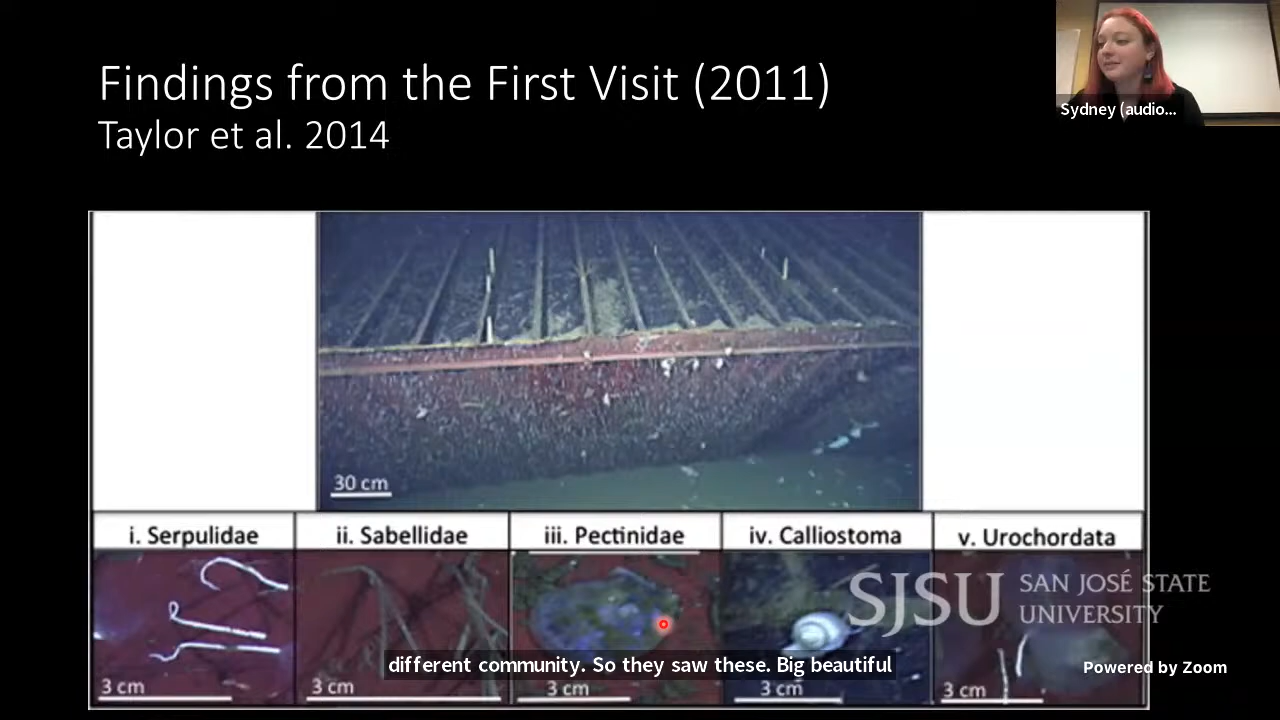 Findings from the First Visit (2011)
Taylor et al. 2014
Sydney (audio...
30 cm
i. Serpulidae
ii. Sabellidae
iii. Pectinidae
iv. Calliostoma
v. Urochordata
SJSU SAN JOSÉ STATE
UNIVERSITY
different community. So they saw these. Big beautiful
Powered by Zoom
3 cm
3 cm
3 cm
3 cm
3 cm